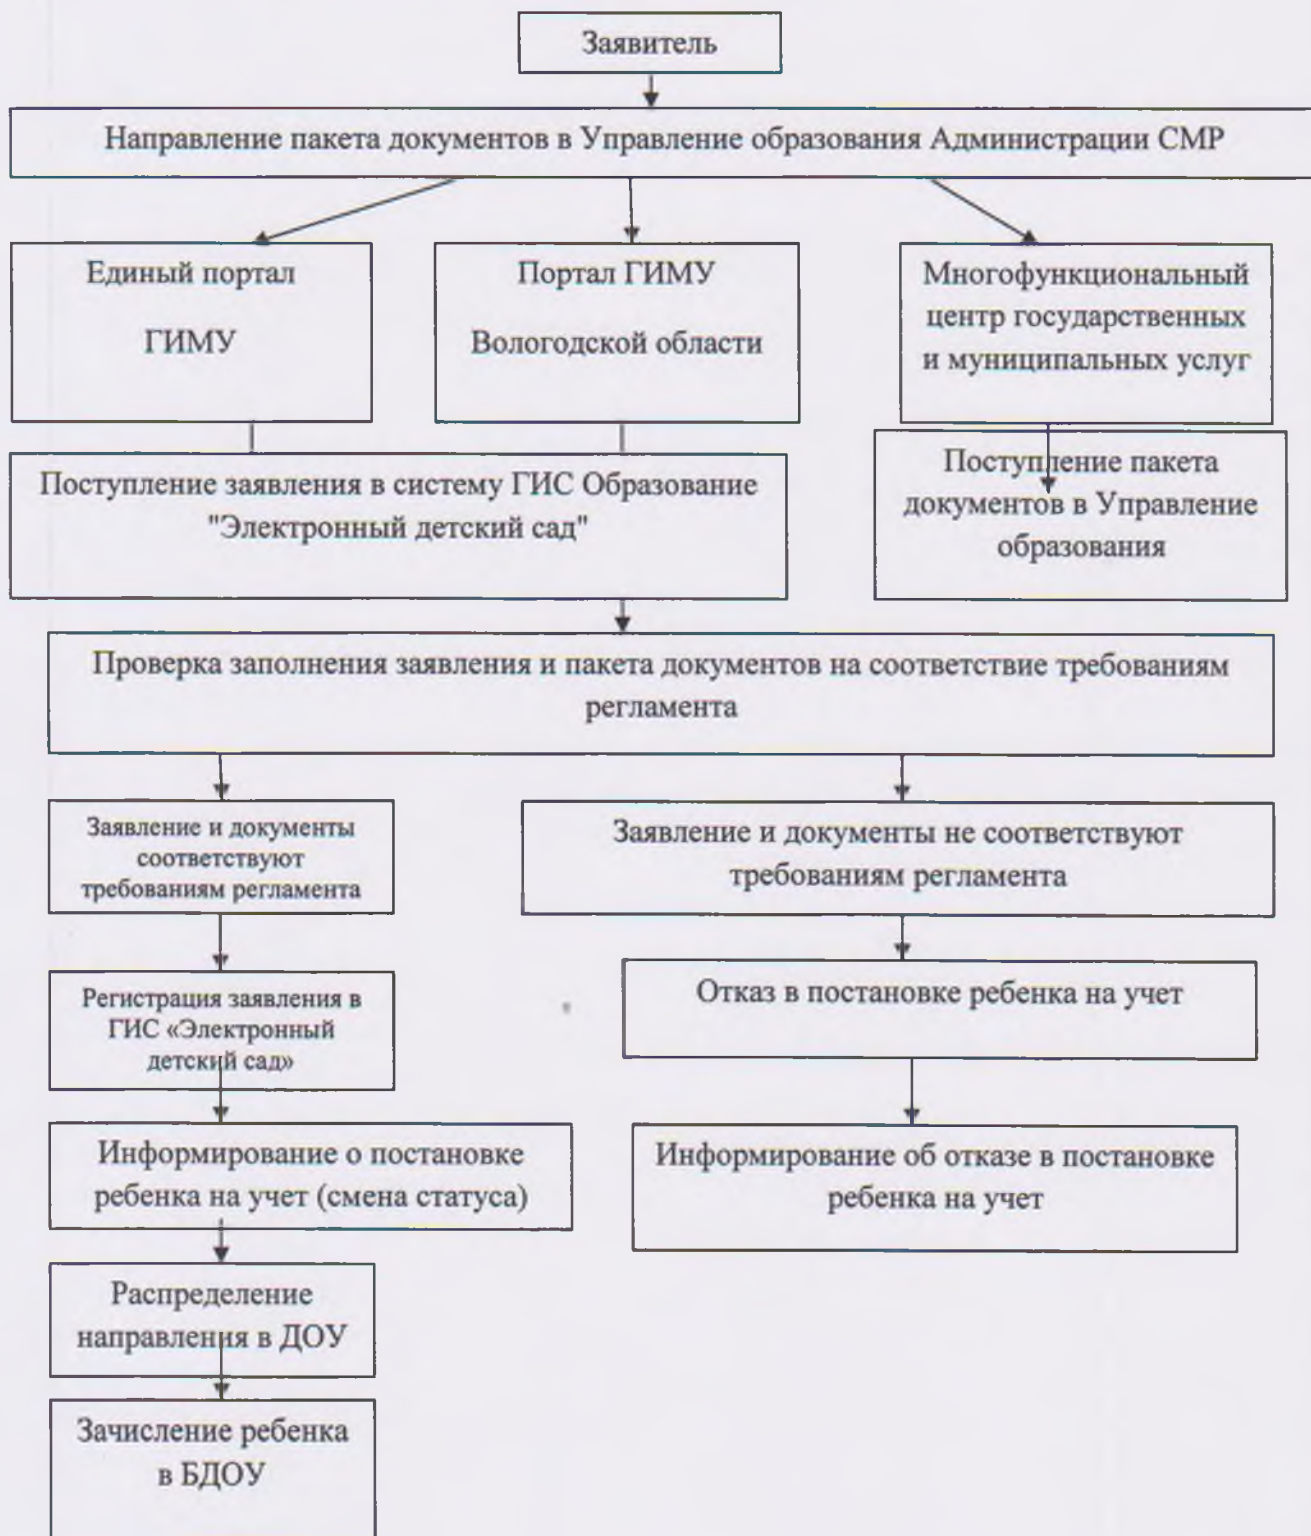 Заявитель
Направление пакета документов в Управление образования Администрации СМР
Единый портал
ГИМУ
Портал ГИМУ
Вологодской области
Многофункциональный
центр государственных
и муниципальных услуг
Поступление заявления в систему ГИС Образование
"Электронный детский сад"
Поступление пакета
документов в Управление
образования
Проверка заполнения заявления и пакета документов на соответствие требованиям
регламента
Заявление и документы
соответствуют
требованиям регламента
Заявление и документы не соответствуют
требованиям регламента
Регистрация заявления в
ГИС «Электронный
детский сад»
Отказ в постановке ребенка на учет
Информирование о постановке
ребенка на учет (смена статуса)
Информирование об отказе в постановке
ребенка на учет
Распределение
направления в ДОУ
Зачисление ребенка
в БДОУ